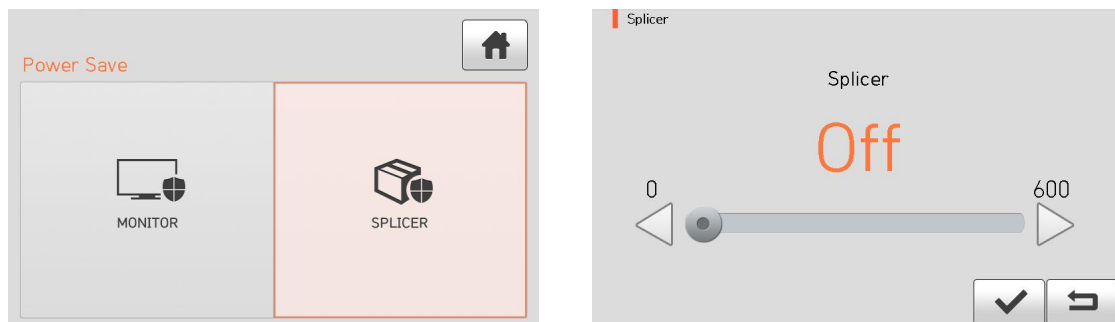 Power Save
MONITOR
SPLICER
Splicer
Splicer
Off
0
600